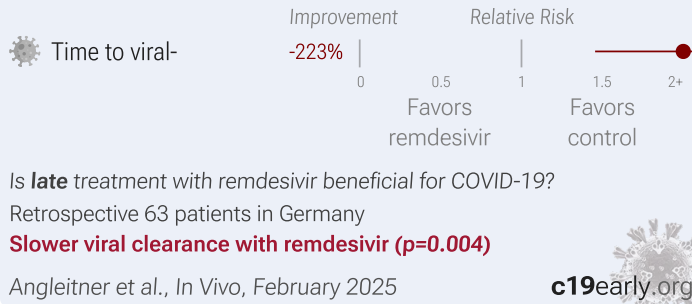 Improvement Relative Risk
Time to viral- -223%
0 0.5 1 1.5 2+
Favors remdesivir
Favors control
Is late treatment with remdesivir beneficial for COVID-19?
Retrospective 63 patients in Germany
Slower viral clearance with remdesivir (p=0.004)
Angleitner et al., In Vivo, February 2025 c19early.org